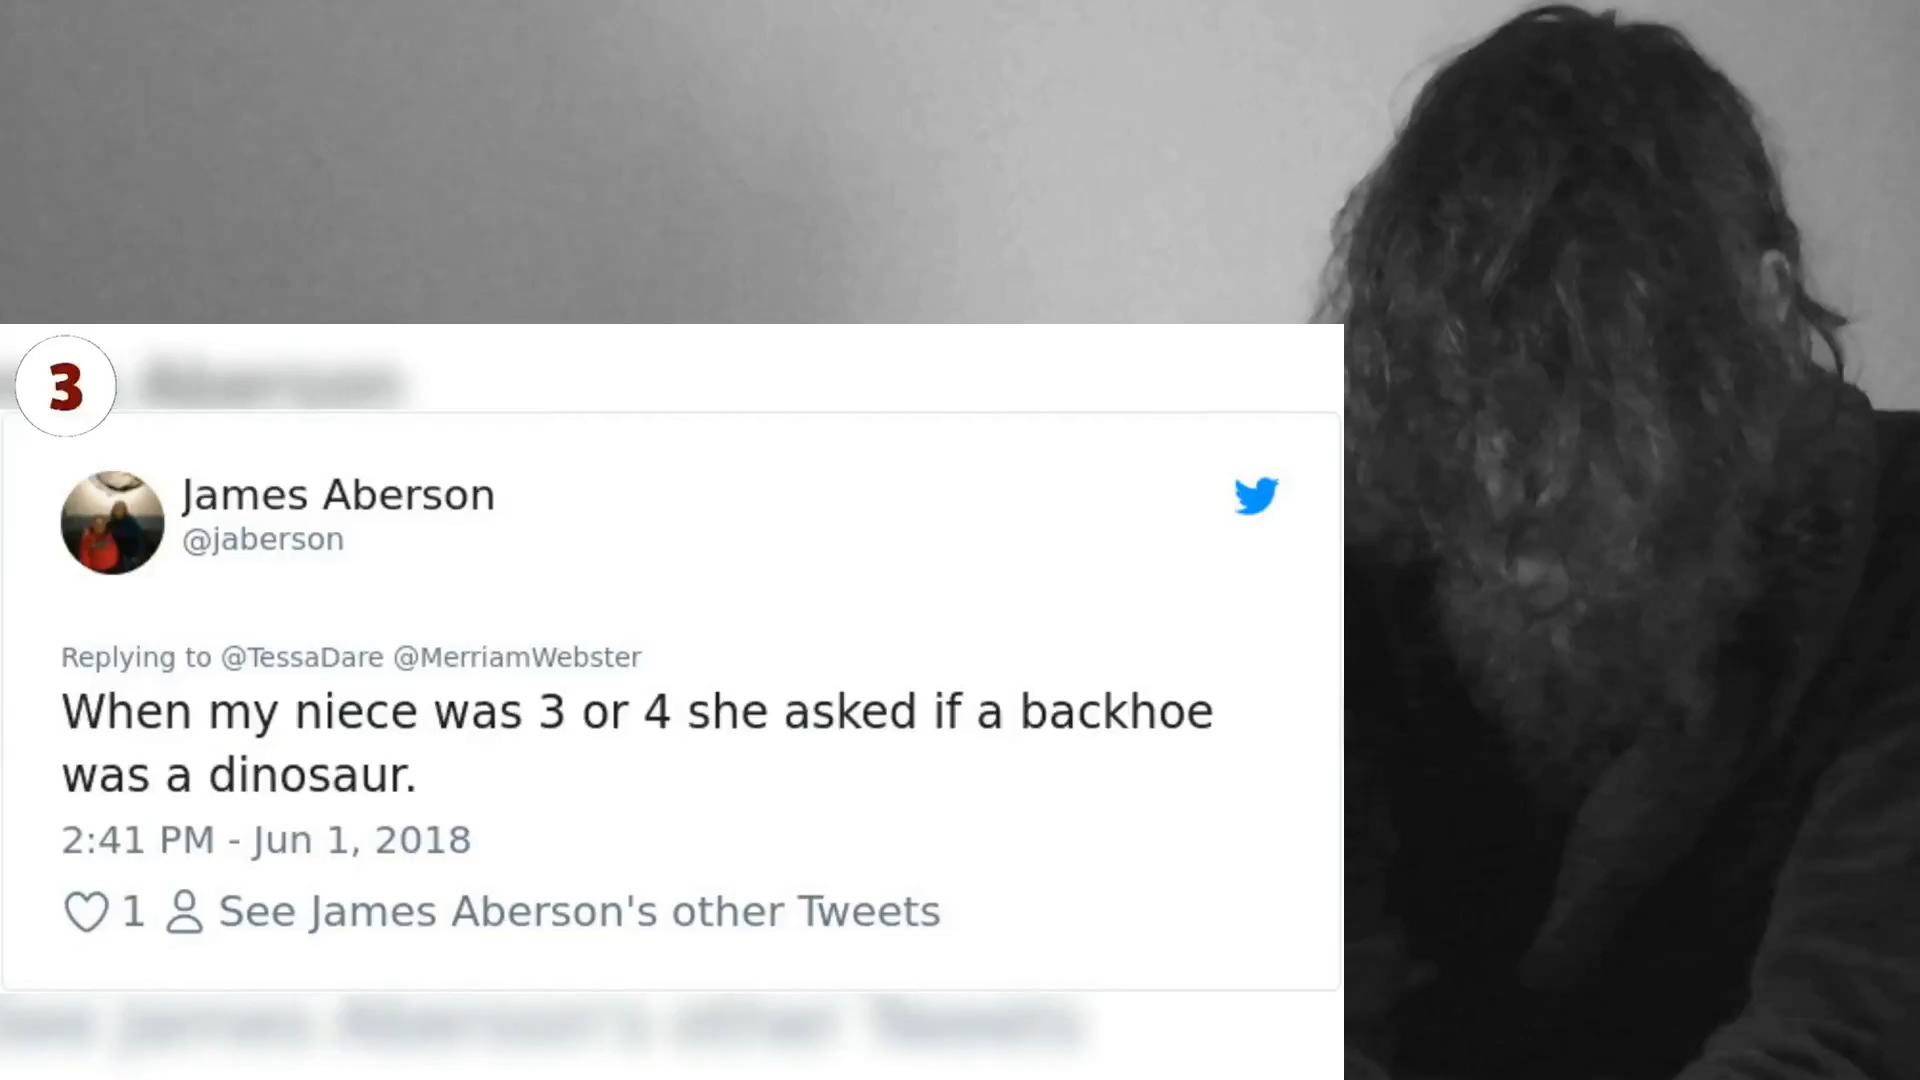 3
James Aberson
@jaberson
Replying to @TessaDare @MerriamWebster
When my niece was 3 or 4 she asked if a backhoe
was a dinosaur.
2:41 PM - Jun 1, 2018
1 See James Aberson's other Tweets